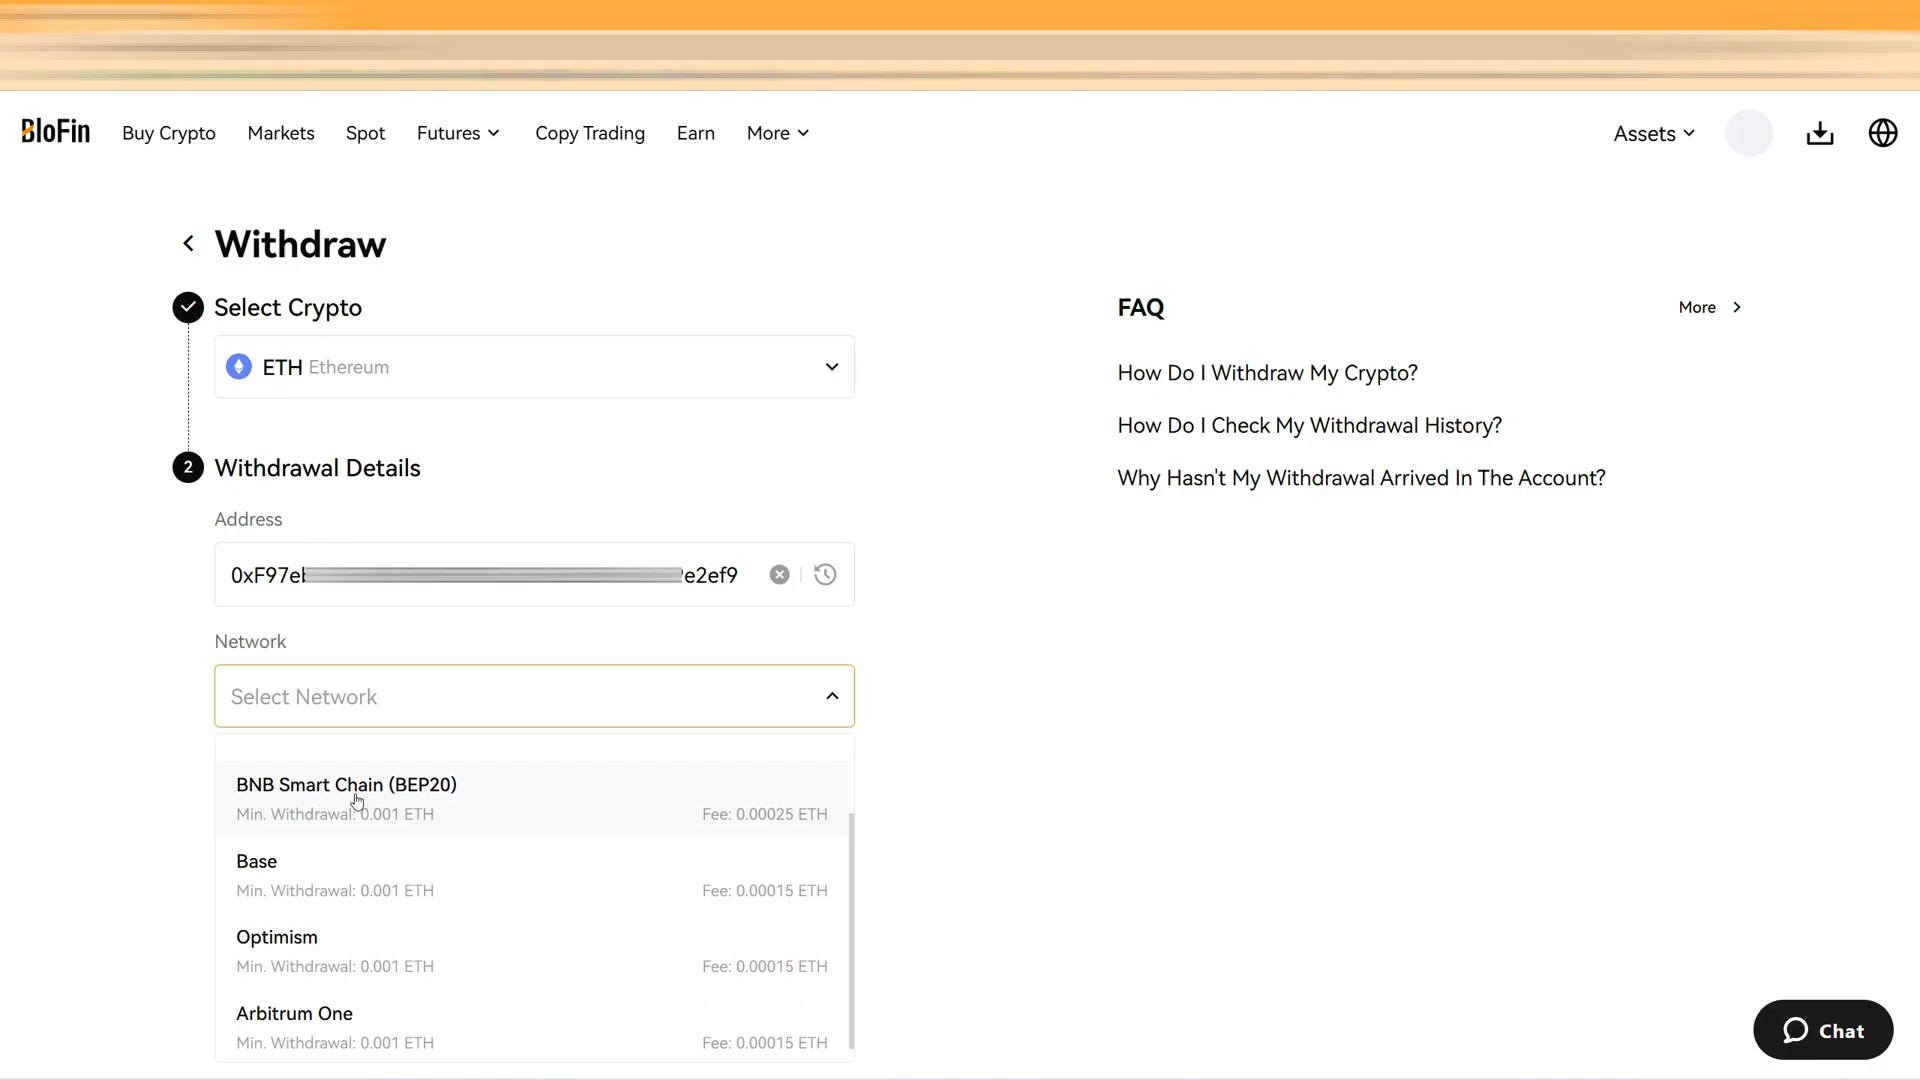 BloFin
Buy Crypto Markets Spot Futures Copy Trading Earn More
Assets
Withdraw
Select Crypto
ETH Ethereum
2 Withdrawal Details
Address
0xF97e e2ef9
Network
Select Network
BNB Smart Chain (BEP20)
Min. Withdrawal: 0.001 ETH Fee: 0.00025 ETH
Base
Min. Withdrawal: 0.001 ETH Fee: 0.00015 ETH
Optimism
Min. Withdrawal: 0.001 ETH Fee: 0.00015 ETH
Arbitrum One
Min. Withdrawal: 0.001 ETH Fee: 0.00015 ETH
FAQ
More
How Do I Withdraw My Crypto?
How Do I Check My Withdrawal History?
Why Hasn't My Withdrawal Arrived In The Account?
Chat